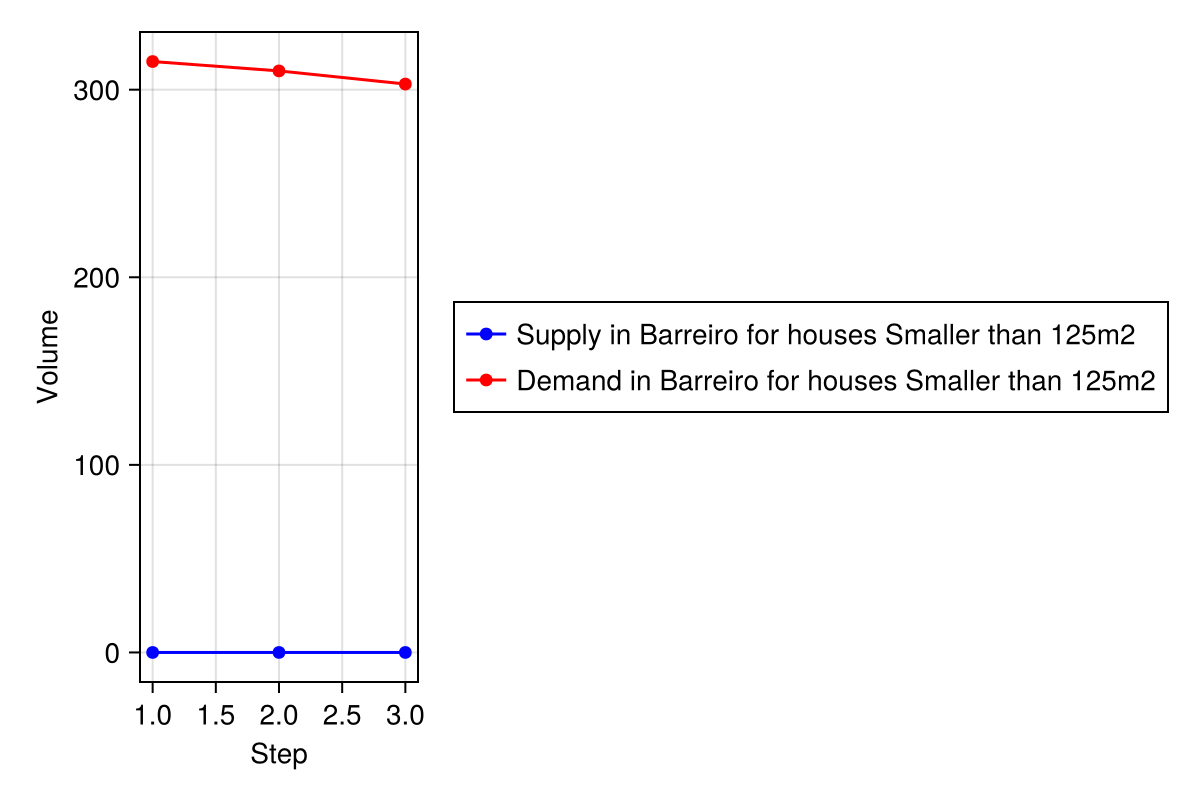 300
200
100
0
Volume
1.0 1.5 2.0 2.5 3.0
Step
Supply in Barreiro for houses Smaller than 125m2
Demand in Barreiro for houses Smaller than 125m2